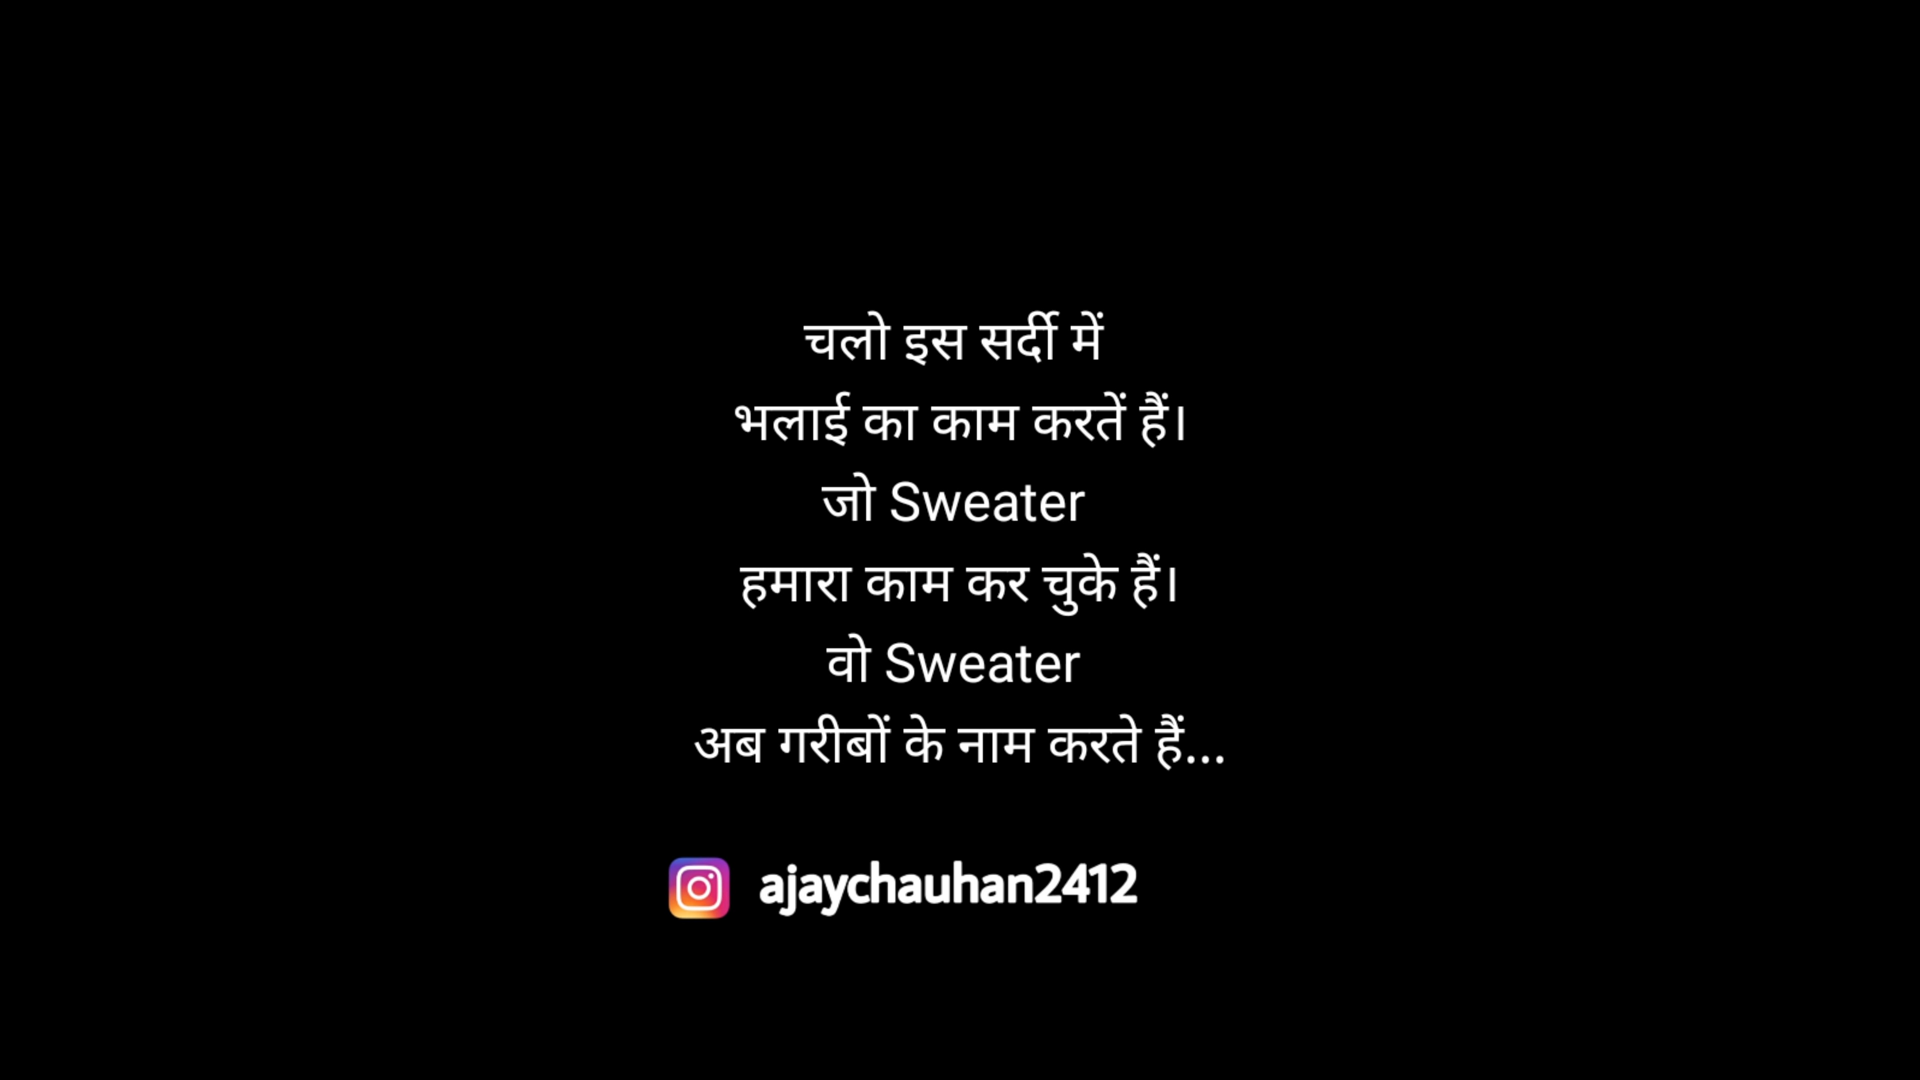 चलो इस सर्दी में
भलाई का काम करतें हैं।
जो Sweater
हमारा काम कर चुके हैं।
वो Sweater
अब गरीबों के नाम करते हैं...
ajaychauhan2412